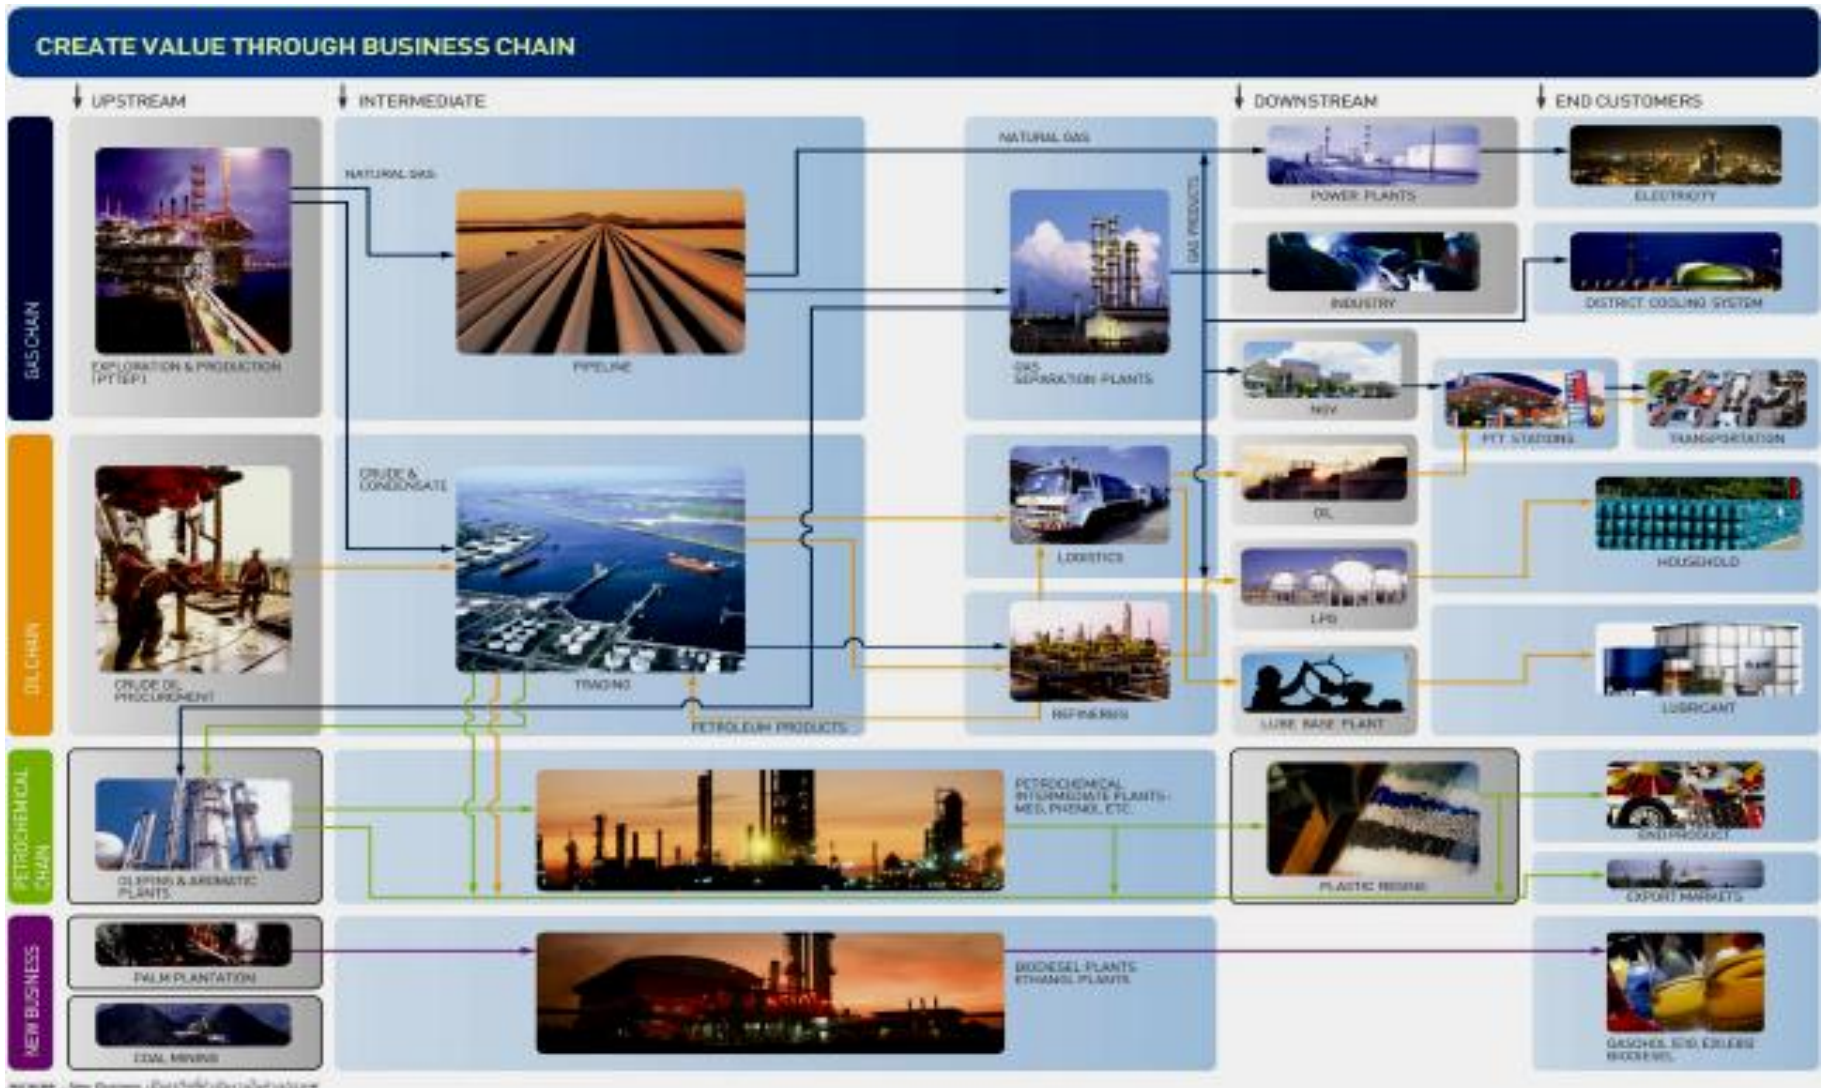 CREATE VALUE THROUGH BUSINESS CHAIN
UPSTREAM
INTERMEDIATE
DOWNSTREAM
END CUSTOMERS
GAS CHAIN
NATURAL GAS
NATURAL GAS
GAS PRODUCTS
EXPLORATION & PRODUCTION
(PTTEP)
PIPELINE
GAS
SEPARATION PLANTS
POWER PLANTS
ELECTRICITY
INDUSTRY
DISTRICT COOLING SYSTEM
NGV
PTT STATIONS
TRANSPORTATION
OIL CHAIN
CRUDE &
CONDENSATE
CRUDE OIL
PROCUREMENT
TRADING
PETROLEUM PRODUCTS
LOGISTICS
REFINERIES
OIL
LPG
LUBE BASE PLANT
HOUSEHOLD
LUBRICANT
PETROCHEMICAL
CHAIN
OLEFINS & AROMATIC
PLANTS
PETROCHEMICAL
INTERMEDIATE PLANTS-
MEG, PHENOL ETC.
PLASTIC RESINS
END PRODUCT
EXPORT MARKETS
NEW BUSINESS
PALM PLANTATION
COAL MINING
BIODIESEL PLANTS
ETHANOL PLANTS
GASOHOL (E10, E20, E85)
BIODIESEL